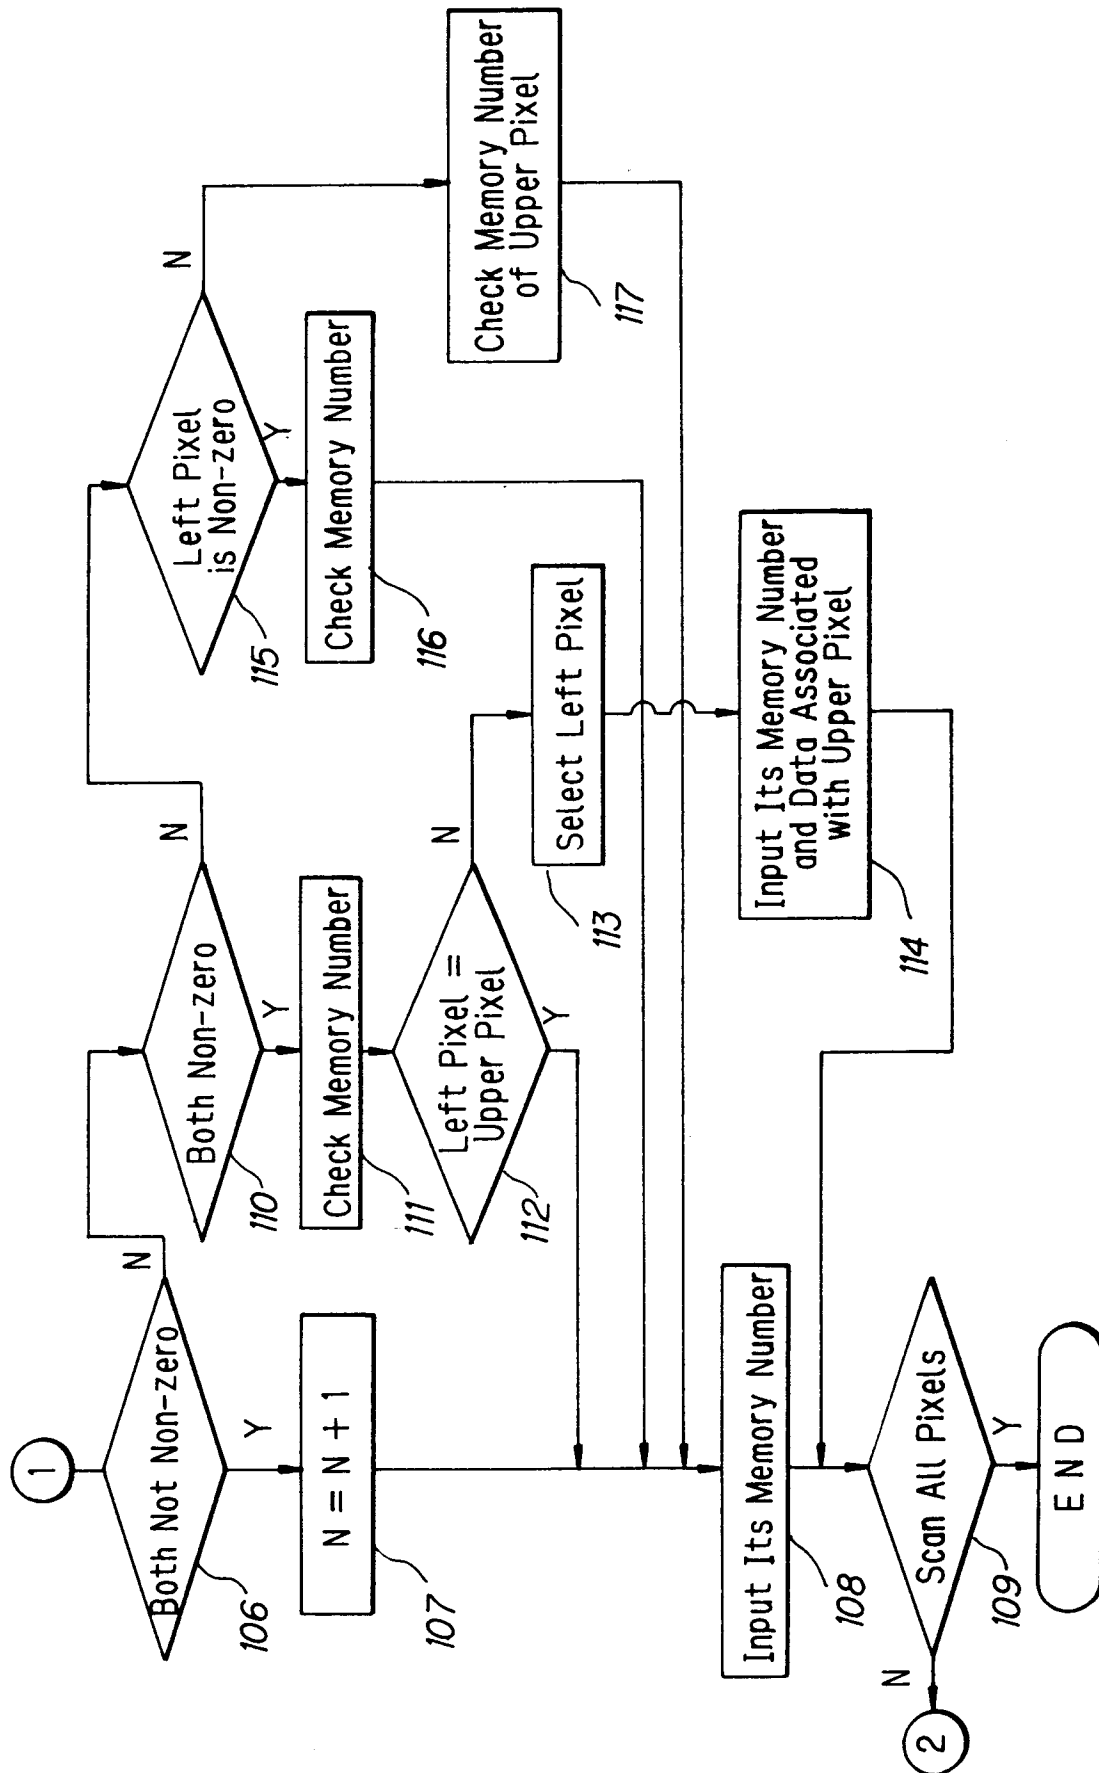 1
Both Not Non-zero
N
Y
106
N = N + 1
107
Both Non-zero
N
Y
110
Check Memory Number
111
Left Pixel =
Upper Pixel
N
Y
112
Select Left Pixel
113
Input Its Memory Number
and Data Associated
with Upper Pixel
114
Left Pixel
is Non-zero
N
Y
115
Check Memory Number
116
Check Memory Number
of Upper Pixel
117
Input Its Memory Number
108
Scan All Pixels
N
Y
109
2
END